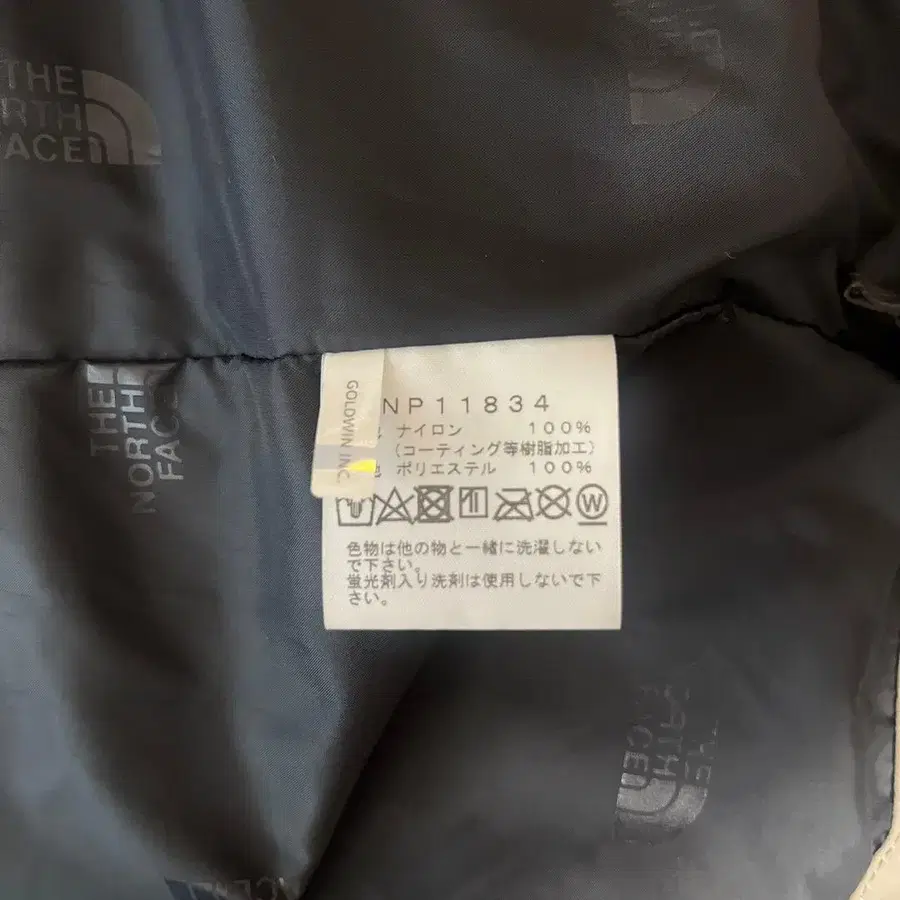 THE
NORTH
FACE
THE
NORTH
FACE
GOLDWIN INC
NP11834
ナイロン 100%
(コーティング等樹脂加工)
地 ポリエステル 100%
W
色物は他の物と一緒に洗濯しない
で下さい。
蛍光剤入り洗剤は使用しないで下
さい。